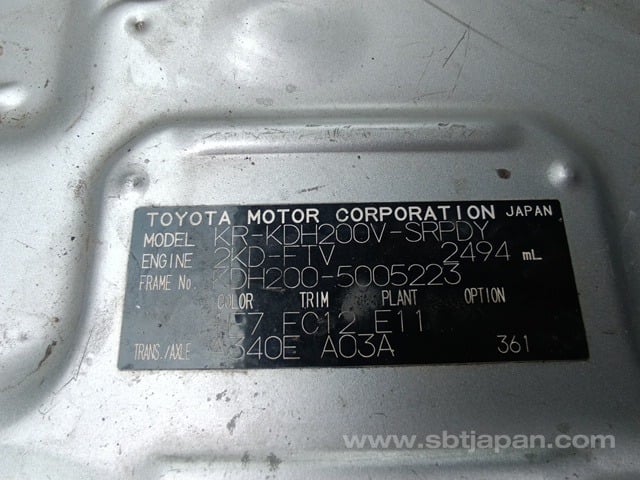 TOYOTA MOTOR CORPORATION JAPAN
MODEL KR-KDH200V-SRPDY
ENGINE 2KD-FTV 2494 mL
FRAME No. KDH200-5005223
COLOR TRIM PLANT OPTION
FC12 E11
TRANS./AXLE A340E A03A 361
www.sbtjapan.com